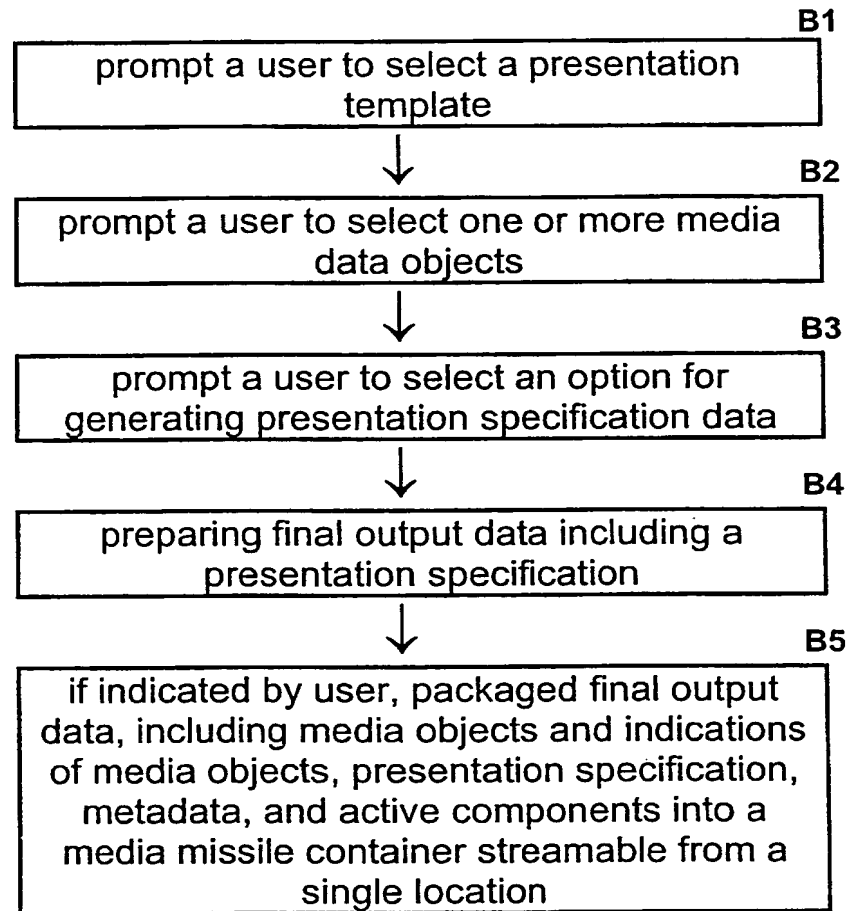 B1
prompt a user to select a presentation
template
B2
prompt a user to select one or more media
data objects
B3
prompt a user to select an option for
generating presentation specification data
B4
preparing final output data including a
presentation specification
B5
if indicated by user, packaged final output
data, including media objects and indications
of media objects, presentation specification,
metadada, and active components into a
media missile container streamable from a
single location